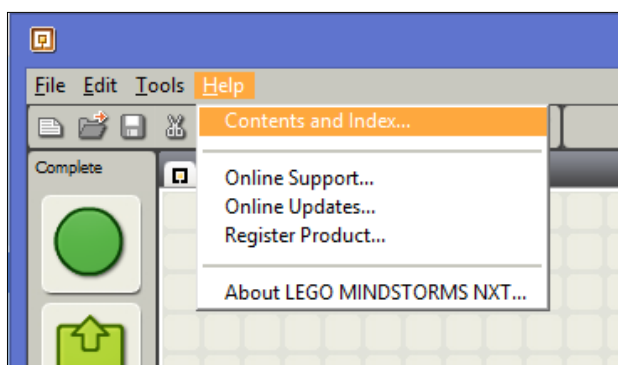 File Edit Tools Help
Contents and Index...
Complete
Online Support...
Online Updates...
Register Product...
About LEGO MINDSTORMS NXT...